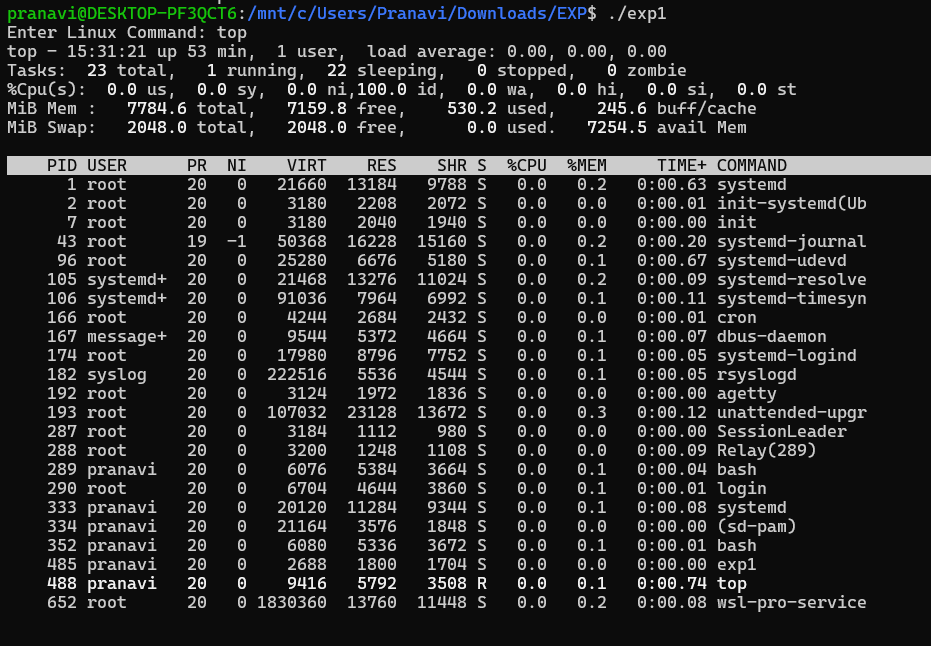 pranavi@DESKTOP-PF3QCT6:/mnt/c/Users/Pranavi/Downloads/EXP$ ./exp1
Enter Linux Command: top
top - 15:31:21 up 53 min,  1 user,  load average: 0.00, 0.00, 0.00
Tasks:  23 total,   1 running,  22 sleeping,   0 stopped,   0 zombie
%Cpu(s):  0.0 us,  0.0 sy,  0.0 ni,100.0 id,  0.0 wa,  0.0 hi,  0.0 si,  0.0 st
MiB Mem :   7784.6 total,   7159.8 free,    530.2 used,    245.6 buff/cache
MiB Swap:   2048.0 total,   2048.0 free,      0.0 used.   7254.5 avail Mem
    PID USER      PR  NI    VIRT    RES    SHR S  %CPU  %MEM     TIME+ COMMAND
      1 root      20   0   21660  13184   9788 S   0.0   0.2   0:00.63 systemd
      2 root      20   0    3180   2208   2072 S   0.0   0.0   0:00.01 init-systemd(Ub
      7 root      20   0    3180   2040   1940 S   0.0   0.0   0:00.00 init
     43 root      19  -1   50368  16228  15160 S   0.0   0.2   0:00.20 systemd-journal
     96 root      20   0   25280   6676   5180 S   0.0   0.1   0:00.67 systemd-udevd
    105 systemd+  20   0   21468  13276  11024 S   0.0   0.2   0:00.09 systemd-resolve
    106 systemd+  20   0   91036   7964   6992 S   0.0   0.1   0:00.11 systemd-timesyn
    166 root      20   0    4244   2684   2432 S   0.0   0.0   0:00.01 cron
    167 message+  20   0    9544   5372   4664 S   0.0   0.1   0:00.07 dbus-daemon
    174 root      20   0   17980   8796   7752 S   0.0   0.1   0:00.05 systemd-logind
    182 syslog    20   0  222516   5536   4544 S   0.0   0.1   0:00.05 rsyslogd
    192 root      20   0    3124   1972   1836 S   0.0   0.0   0:00.00 agetty
    193 root      20   0  107032  23128  13672 S   0.0   0.3   0:00.12 unattended-upgr
    287 root      20   0    3184   1112    980 S   0.0   0.0   0:00.00 SessionLeader
    288 root      20   0    3200   1248   1108 S   0.0   0.0   0:00.09 Relay(289)
    289 pranavi   20   0    6076   5384   3664 S   0.0   0.1   0:00.04 bash
    290 root      20   0    6704   4644   3860 S   0.0   0.1   0:00.01 login
    333 pranavi   20   0   20120  11284   9344 S   0.0   0.1   0:00.08 systemd
    334 pranavi   20   0   21164   3576   1848 S   0.0   0.0   0:00.00 (sd-pam)
    352 pranavi   20   0    6080   5336   3672 S   0.0   0.1   0:00.01 bash
    485 pranavi   20   0    2688   1800   1704 S   0.0   0.0   0:00.00 exp1
    488 pranavi   20   0    9416   5792   3508 R   0.0   0.1   0:00.74 top
    652 root      20   0 1830360  13760  11448 S   0.0   0.2   0:00.08 wsl-pro-service